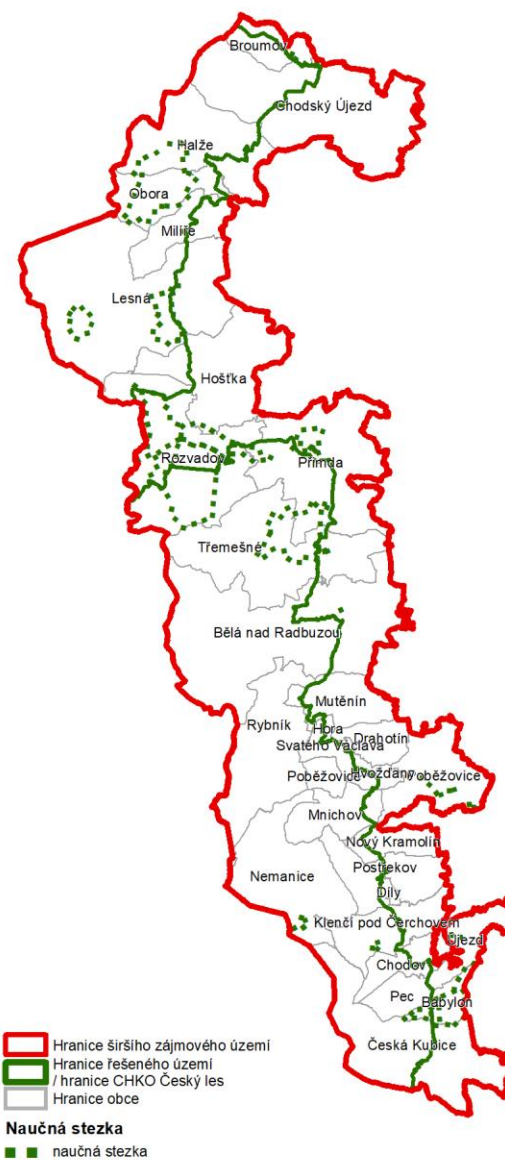 Broumov
Chodský Újezd
Halže
Obora
Milíře
Lesná
Hošťka
Rozvadov
Přimda
Třemešné
Bělá nad Radbuzou
Mutěnín
Rybník
Hora
Svatého Václava
Drahotín
Poběžovice
Hvožďany
Poběžovice
Mnichov
Nový Kramolín
Postřekov
Nemanice
Díly
Klenčí pod Čerchovem
Újezd
Chodov
Pec
Babylon
Česká Kubice
Hranice širšího zájmového území
Hranice řešeného území
/ hranice CHKO Český les
Hranice obce
Naučná stezka
naučná stezka